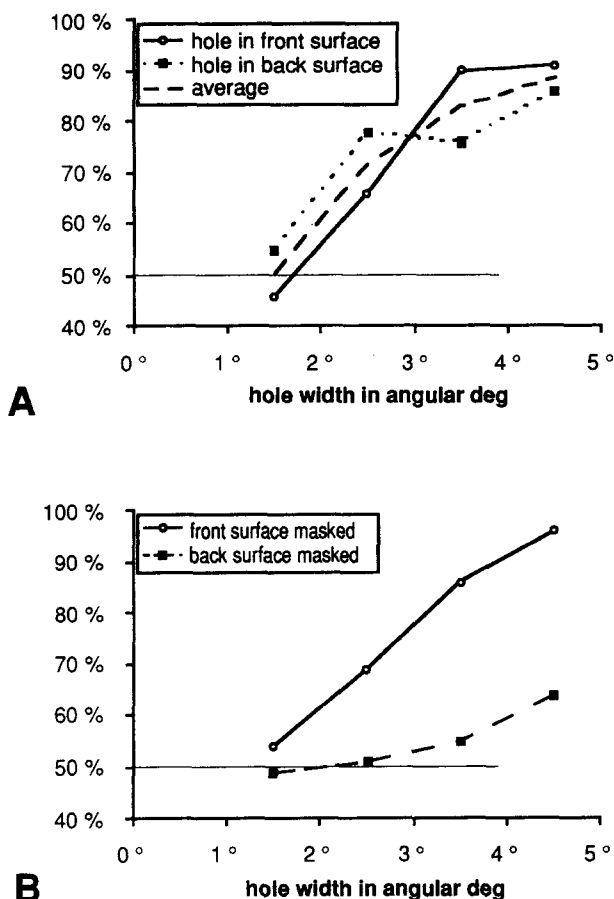 100 %
90 %
80 %
70 %
60 %
50 %
40 %
hole in front surface
hole in back surface
average
0 ° 1 ° 2 ° 3 ° 4 ° 5 °
hole width in angular deg
A
100 %
90 %
80 %
70 %
60 %
50 %
40 %
front surface masked
back surface masked
0 ° 1 ° 2 ° 3 ° 4 ° 5 °
hole width in angular deg
B